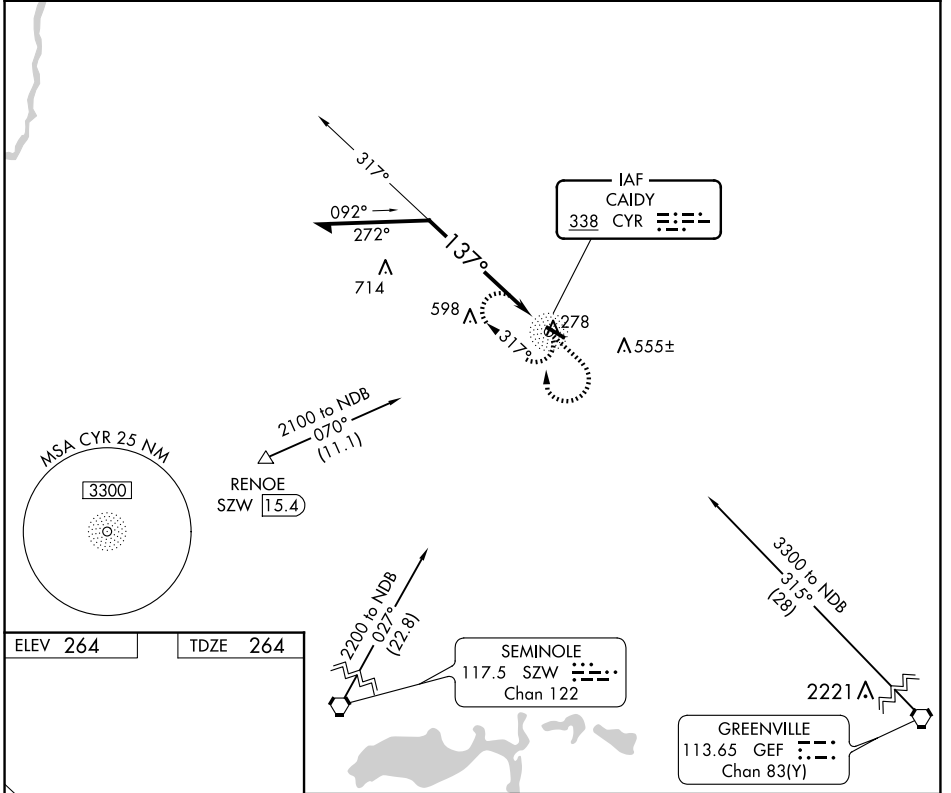 317°
IAF
CAIDY
338 CYR
092°
272°
137°
714
598
278
317°
555±
2100 to NDB
070°
(11.1)
MSA CYR 25 NM
3300
RENOE
SZW 15.4
3300 to NDB
315°
(28)
2200 to NDB
027°
(22.8)
ELEV 264
TDZE 264
SEMINOLE
117.5 SZW
Chan 122
2221
GREENVILLE
113.65 GEF
Chan 83(Y)